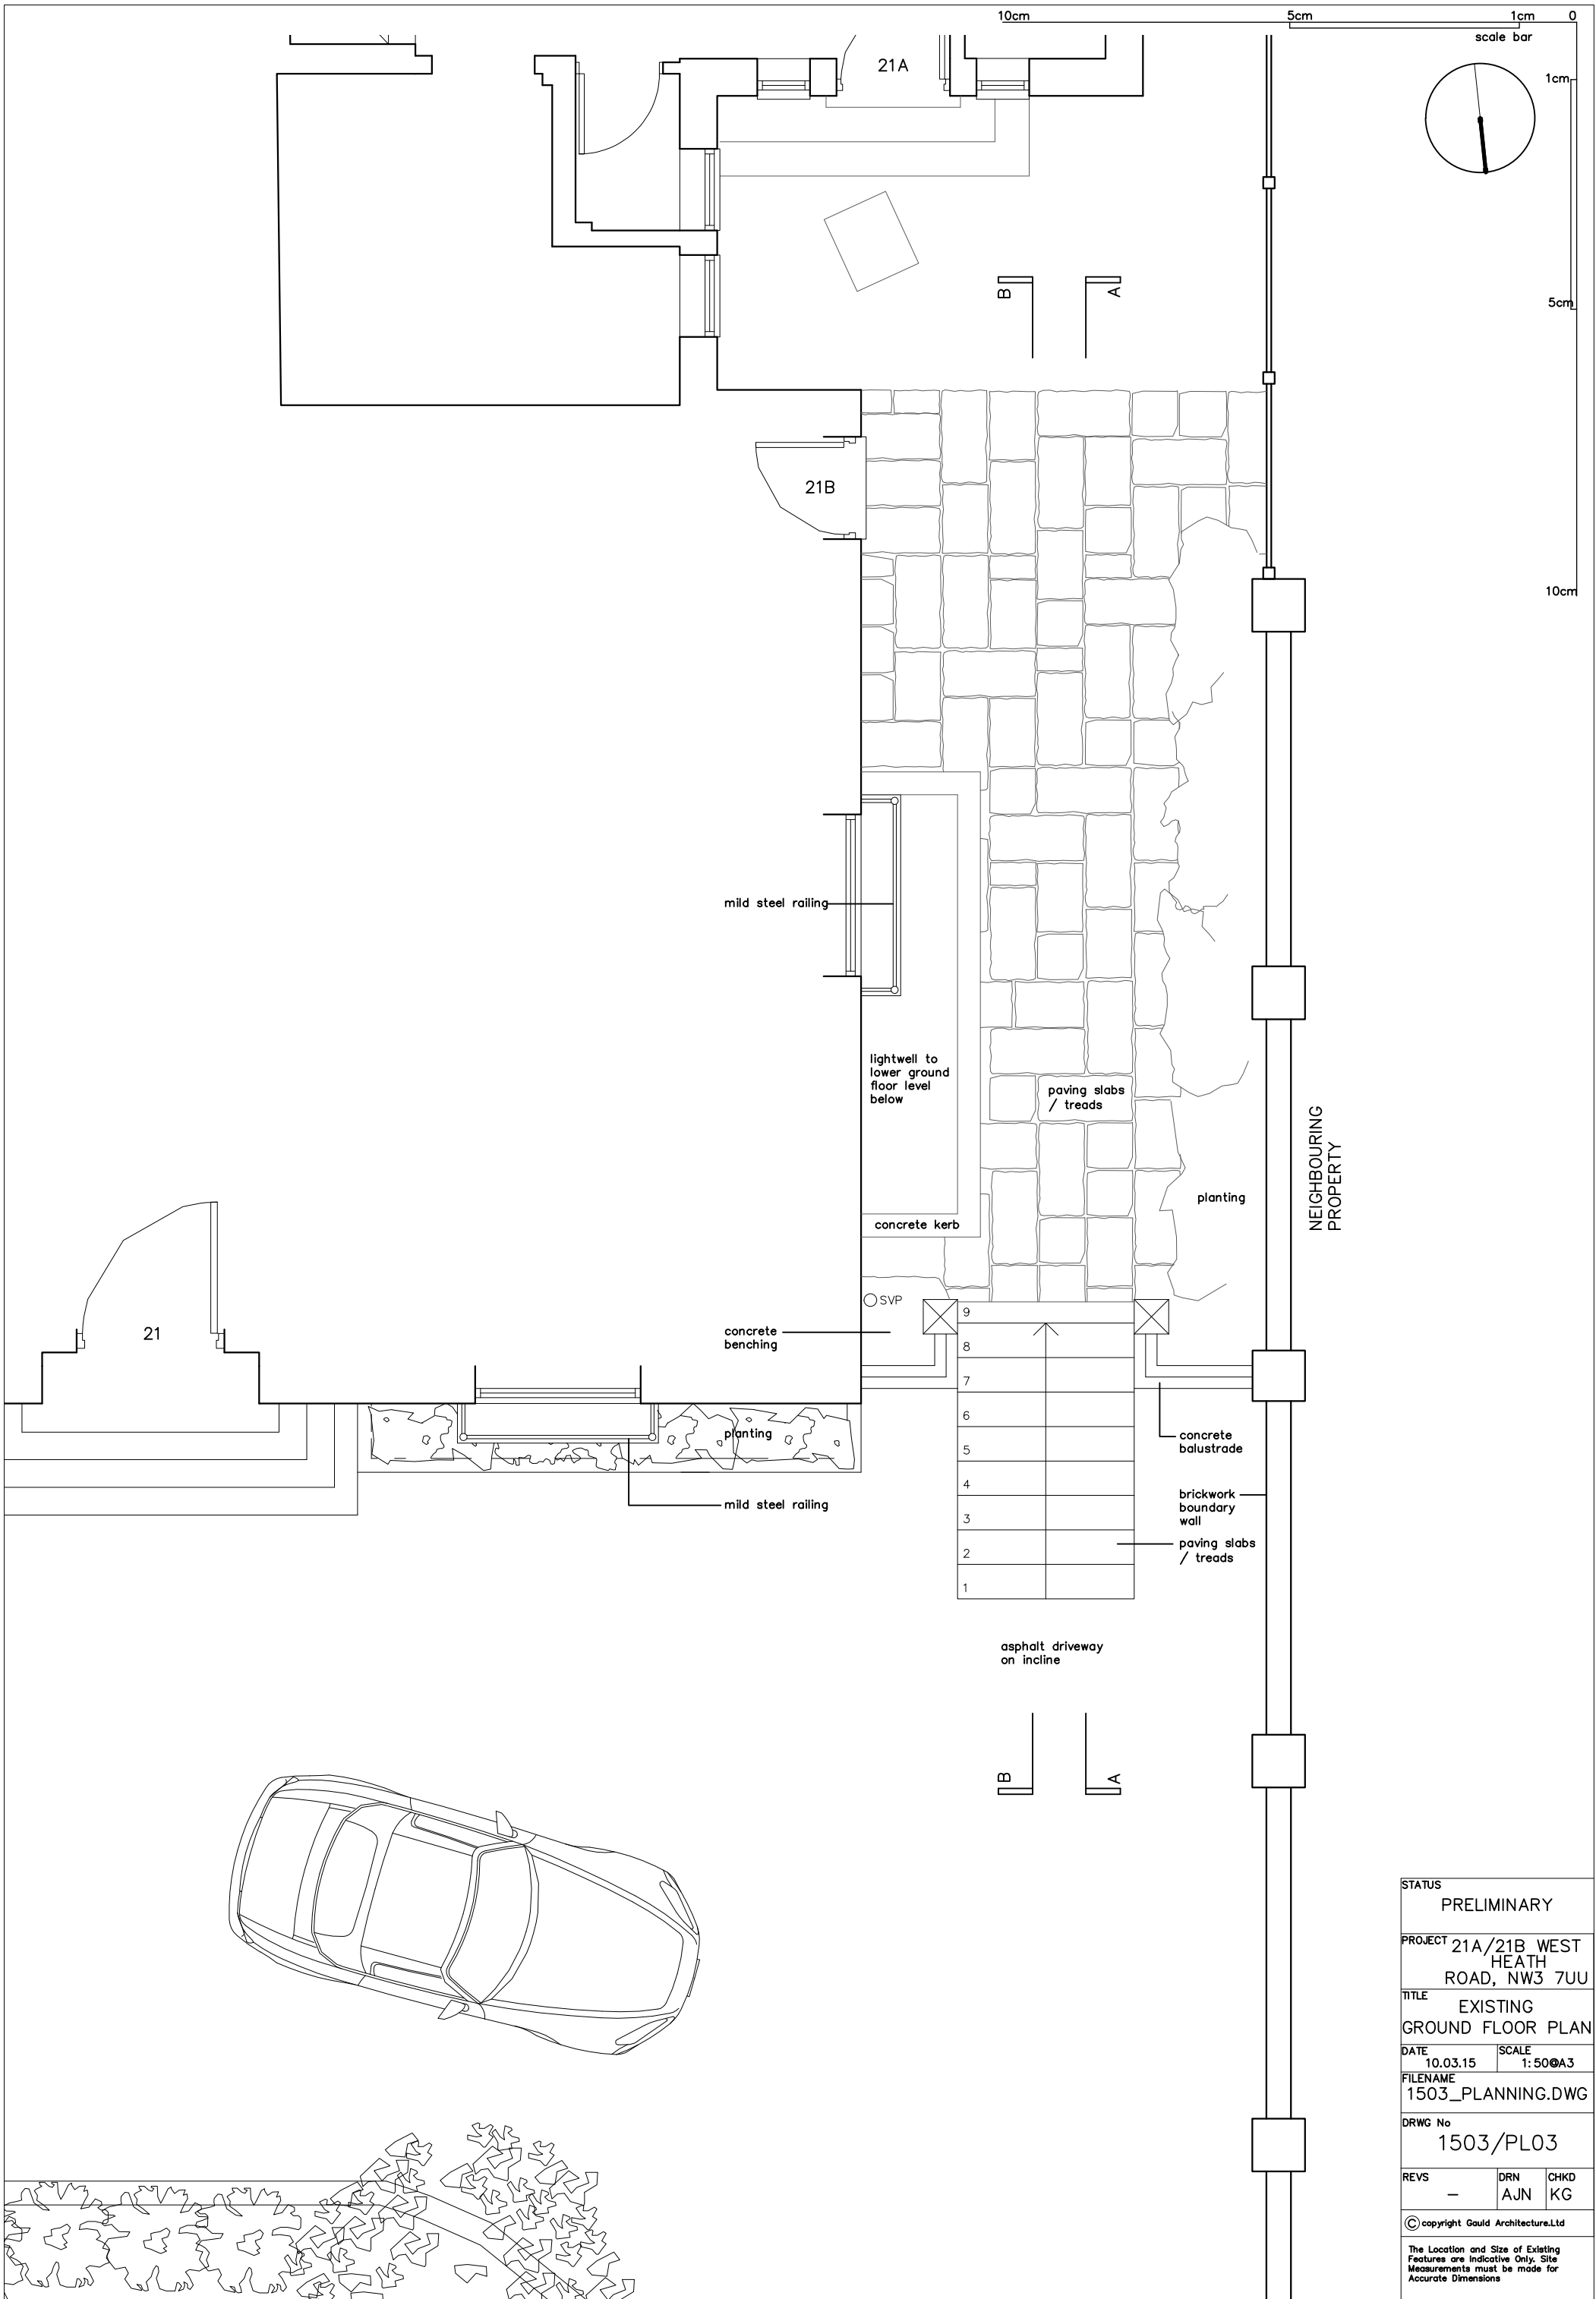 10cm
5cm
1cm
0
scale bar
1cm
5cm
10cm
21A
B
A
21B
mild steel railing
lightwell to
lower ground
floor level
below
paving slabs
/ treads
NEIGHBOURING
PROPERTY
planting
concrete kerb
SVP
21
concrete
benching
9
8
7
6
5
4
3
2
1
planting
concrete
balustrade
mild steel railing
brickwork
boundary
wall
paving slabs
/ treads
asphalt driveway
on incline
B
A
STATUS
PRELIMINARY
PROJECT
21A/21B WEST
HEATH
ROAD, NW3 7UU
TITLE
EXISTING
GROUND FLOOR PLAN
DATE
10.03.15
SCALE
1:50@A3
FILENAME
1503_PLANNING.DWG
DRWG No
1503/PL03
REVS
–
DRN
AJN
CHKD
KG
© copyright Gauld Architecture.Ltd
The Location and Size of Existing
Features are Indicative Only. Site
Measurements must be made for
Accurate Dimensions